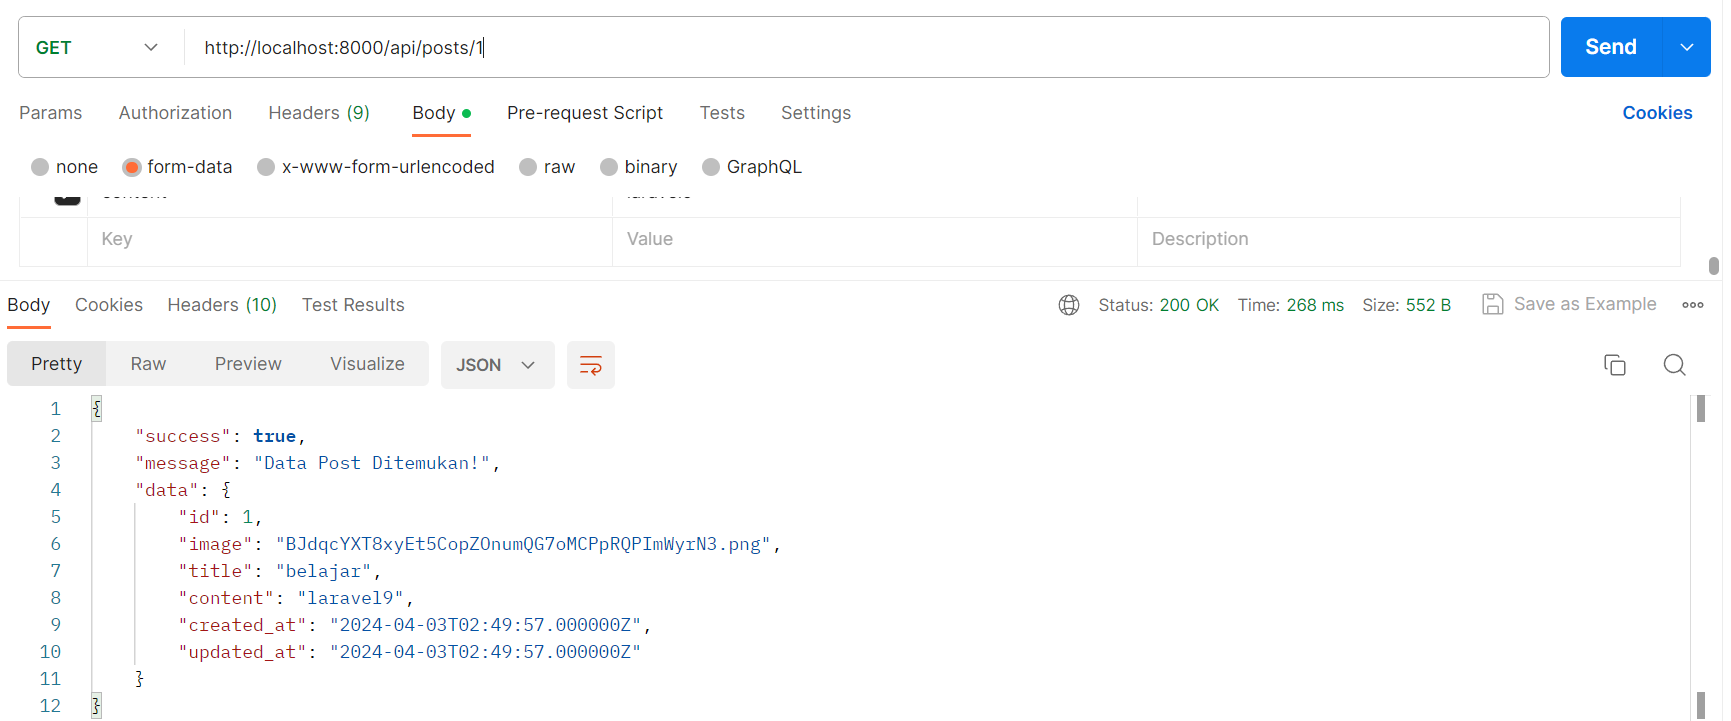 GET http://localhost:8000/api/posts/1 Send
Params Authorization Headers (9) Body Pre-request Script Tests Settings Cookies
none form-data x-www-form-urlencoded raw binary GraphQL
Key Value Description
Body Cookies Headers (10) Test Results Status: 200 OK Time: 268 ms Size: 552 B Save as Example
Pretty Raw Preview Visualize JSON
1 {
2 "success": true,
3 "message": "Data Post Ditemukan!",
4 "data": {
5 "id": 1,
6 "image": "BJdqcYXT8xyEt5CopZOnumQG7oMCPpRQPImWyrN3.png",
7 "title": "belajar",
8 "content": "laravel9",
9 "created_at": "2024-04-03T02:49:57.000000Z",
10 "updated_at": "2024-04-03T02:49:57.000000Z"
11 }
12 }